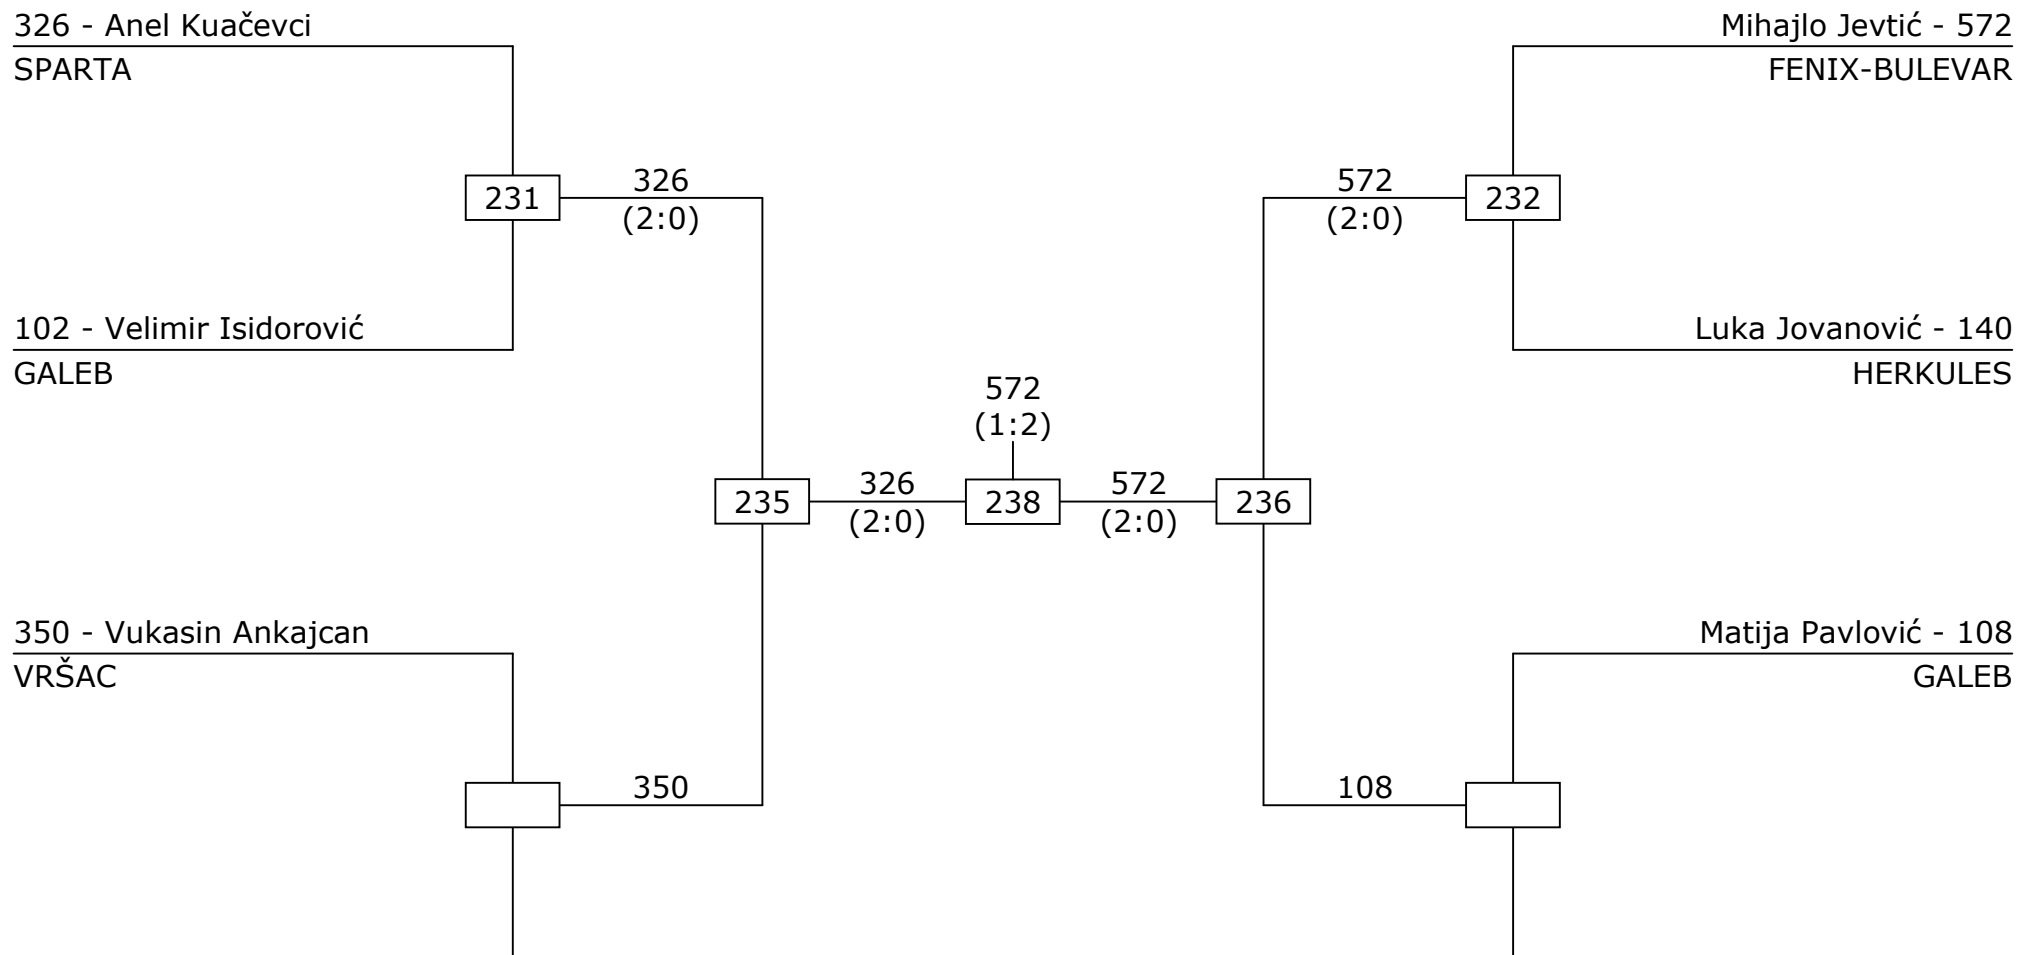 326 - Anel Kuačevci
SPARTA
Mihajlo Jevtić - 572
FENIX-BULEVAR
231
326
(2:0)
572
(2:0)
232
102 - Velimir Isidorović
GALEB
Luka Jovanović - 140
HERKULES
572
(1:2)
235
326
(2:0)
238
572
(2:0)
236
350 - Vukasin Ankajcan
VRŠAC
Matija Pavlović - 108
GALEB
350
108